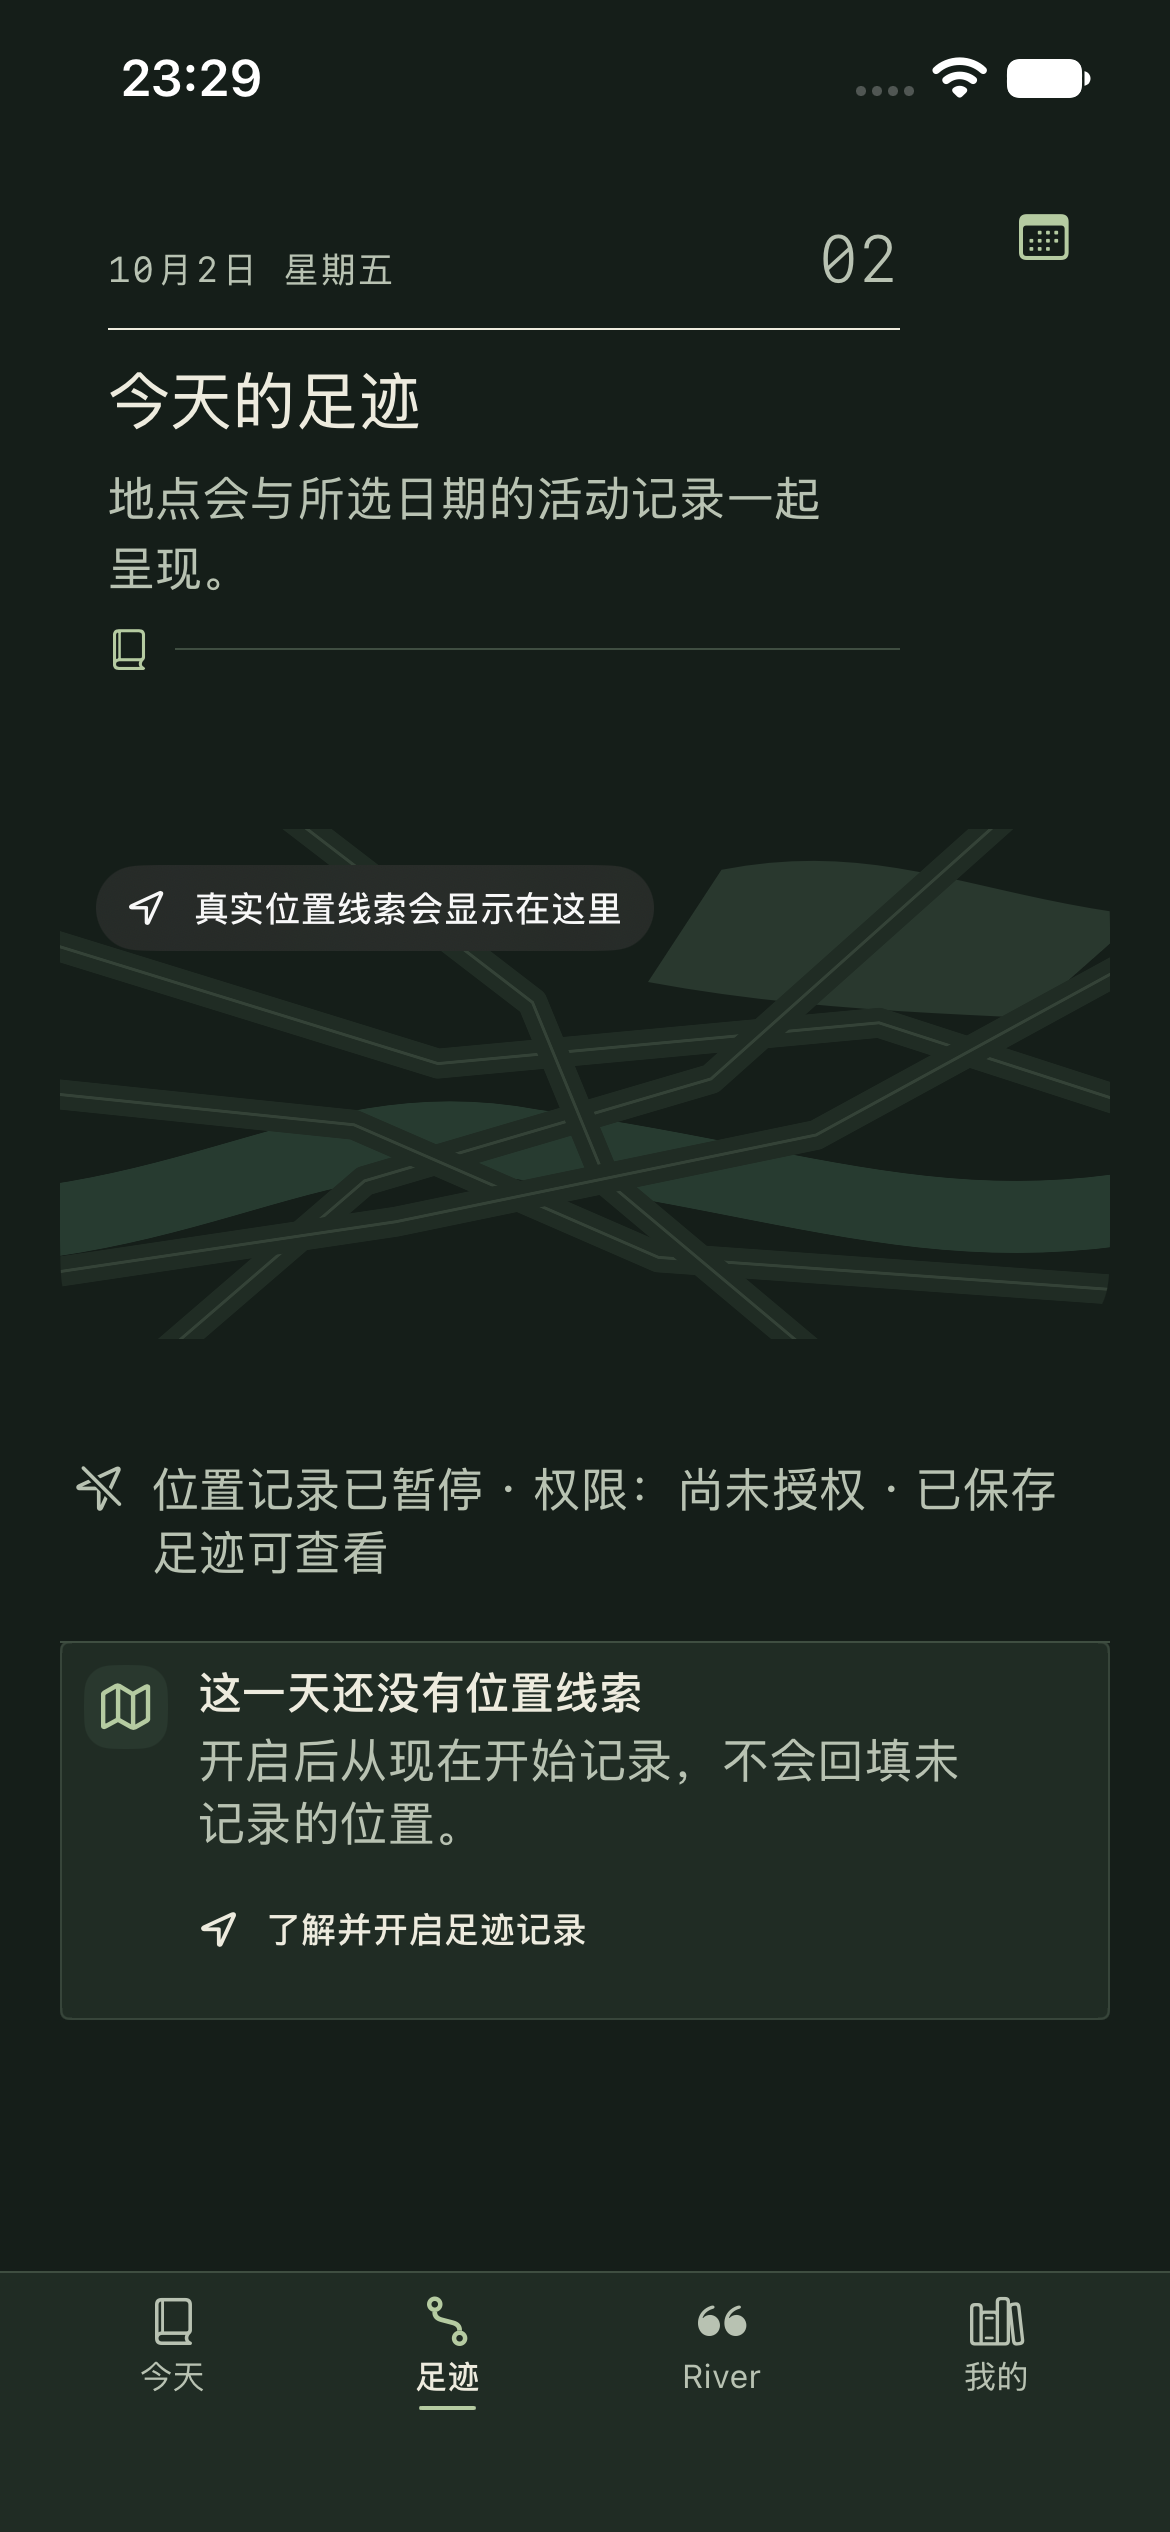 23:29
10月2日 星期五
02
今天的足迹
地点会与所选日期的活动记录一起
呈现。
真实位置线索会显示在这里
位置记录已暂停 · 权限：尚未授权 · 已保存
足迹可查看
这一天还没有位置线索
开启后从现在开始记录，不会回填未
记录的位置。
了解并开启足迹记录
今天
足迹
River
我的